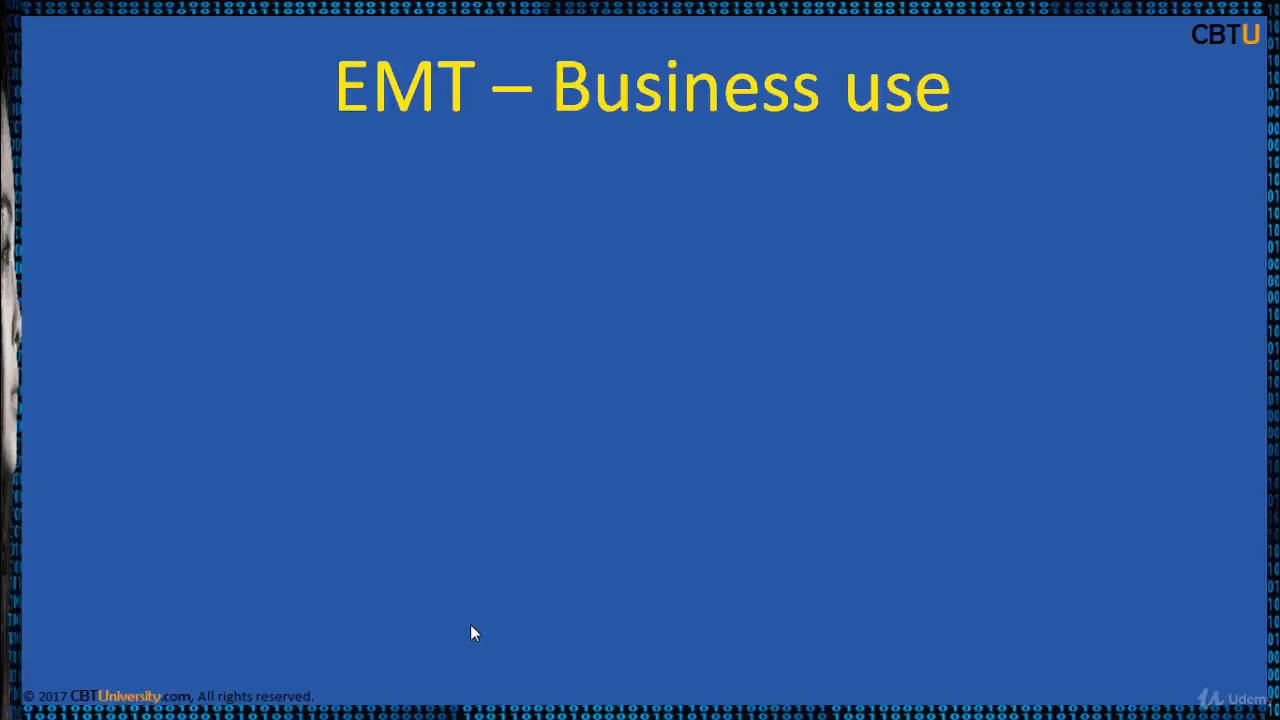 CBTU
EMT – Business use
© 2017 CBTUniversity.com, All rights reserved.
Udemy